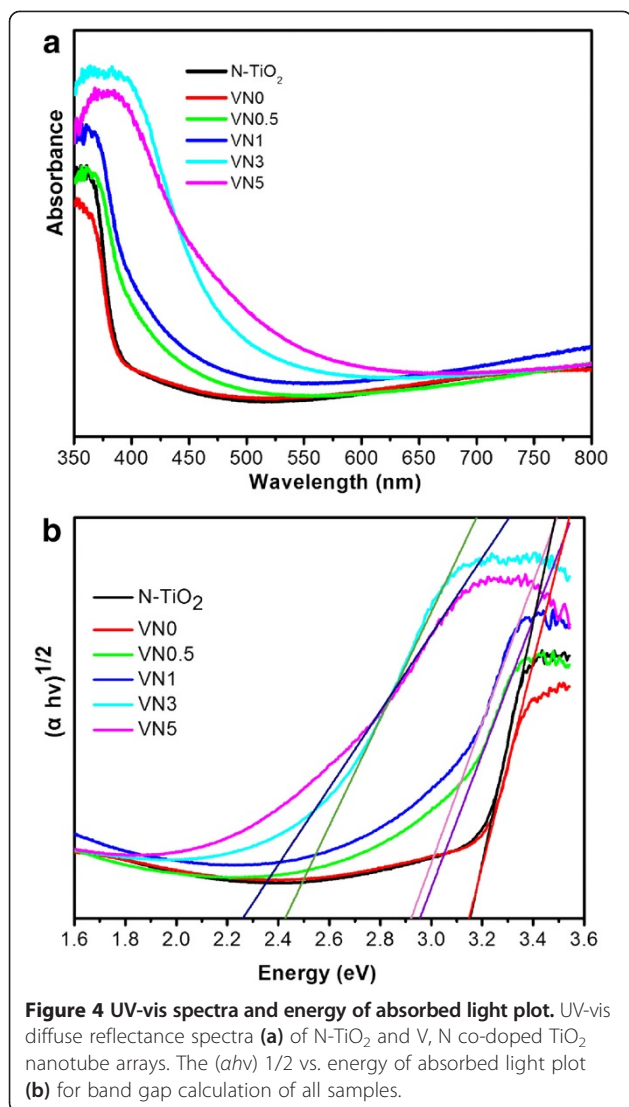 a
N-TiO₂
VN0
VN0.5
VN1
VN3
VN5
Absorbance
350 400 450 500 550 600 650 700 750 800
Wavelength (nm)
b
N-TiO₂
VN0
VN0.5
VN1
VN3
VN5
(α hν)^1/2
1.6 1.8 2.0 2.2 2.4 2.6 2.8 3.0 3.2 3.4 3.6
Energy (eV)
Figure 4 UV-vis spectra and energy of absorbed light plot. UV-vis
diffuse reflectance spectra (a) of N-TiO₂ and V, N co-doped TiO₂
nanotube arrays. The (ahv) 1/2 vs. energy of absorbed light plot
(b) for band gap calculation of all samples.